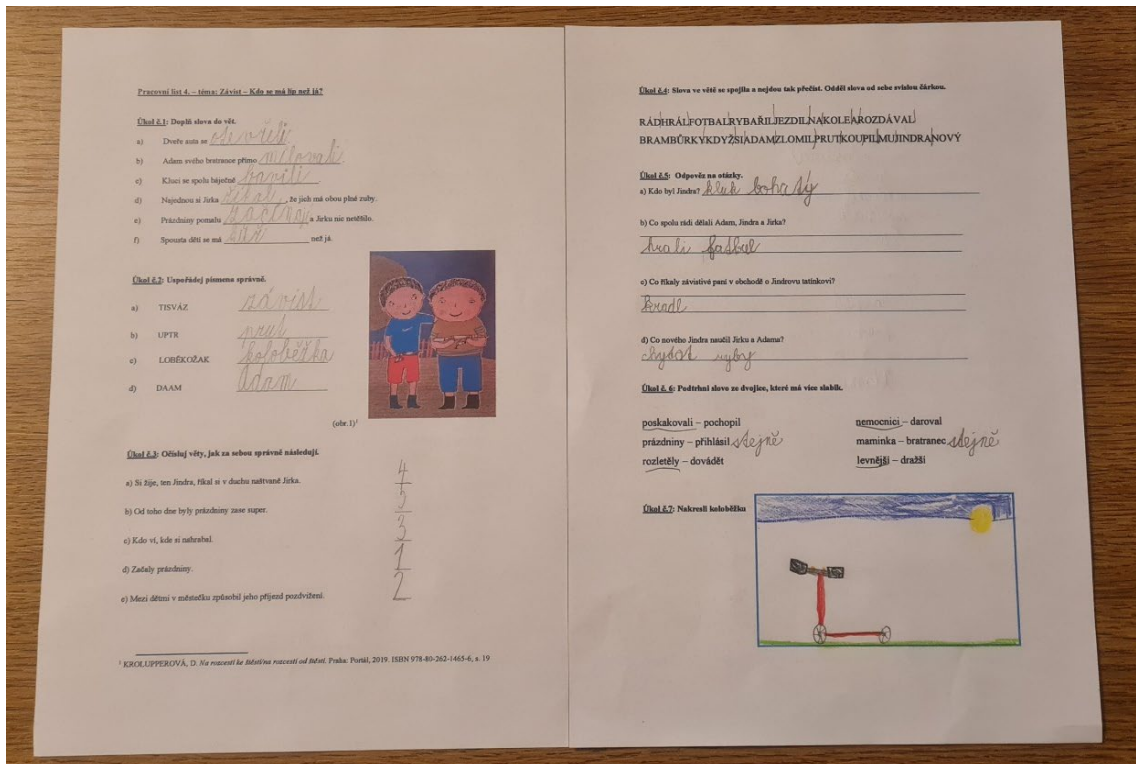 Pracovní list 4. – téma: Závist – Kdo se má líp než já?
Úkol č.1: Doplň slova do vět.
a) Dveře auta se otevřeli
b) Adam svého bratrance přímo milovali.
c) Kluci se spolu báječně bavili
d) Najednou si Jirka říkal, že jich má obou plné zuby.
e) Prázdniny pomalu začínaj a Jirku nic netěšilo.
f) Spousta dětí se má než já.
Úkol č.2: Uspořádej písmena správně.
a) TISVÁZ závist
b) UPTR prut
c) LOBĚKOŽAK koloběžka
d) DAAM Adam
(obr.1)¹
Úkol č.3: Očísluj věty, jak za sebou správně následují.
a) Si žije, ten Jindra, říkal si v duchu naštvaně Jirka. 4
b) Od toho dne byly prázdniny zase super. 5
c) Kdo ví, kde si nahrabal. 3
d) Začaly prázdniny. 1
e) Mezi dětmi v městečku způsobil jeho příjezd pozdvižení. 2
¹ KROLUPPEROVÁ, D. Na rozcestí ke štěstí/na rozcestí od štěstí. Praha: Portál, 2019. ISBN 978-80-262-1465-6, s. 19
Úkol č.4: Slova ve větě se spojila a nejdou tak přečíst. Odděl slova od sebe svislou čárkou.
RÁDHRÁLFOTBALRYBAŘILJEZDILNAKOLEAROZDÁVAL
BRAMBŮRKYKDYŽSIADAMZLOMILPRUTKOUPILMUJINDRANOVÝ
Úkol č.5: Odpověz na otázky.
a) Kdo byl Jindra? kluk bohatý
b) Co spolu rádi dělali Adam, Jindra a Jirka?
hrali fotbal
c) Co říkaly závistivé paní v obchodě o Jindrovu tatínkovi?
kradl
d) Co nového Jindra naučil Jirku a Adama?
chytat ryby
Úkol č. 6: Podtrhni slovo ze dvojice, které má více slabik.
poskakovali – pochopil nemocnici – daroval
prázdniny – přihlásil stejně maminka – bratranec stejně
rozletěly – dovádět levnější – dražší
Úkol č.7: Nakresli koloběžku